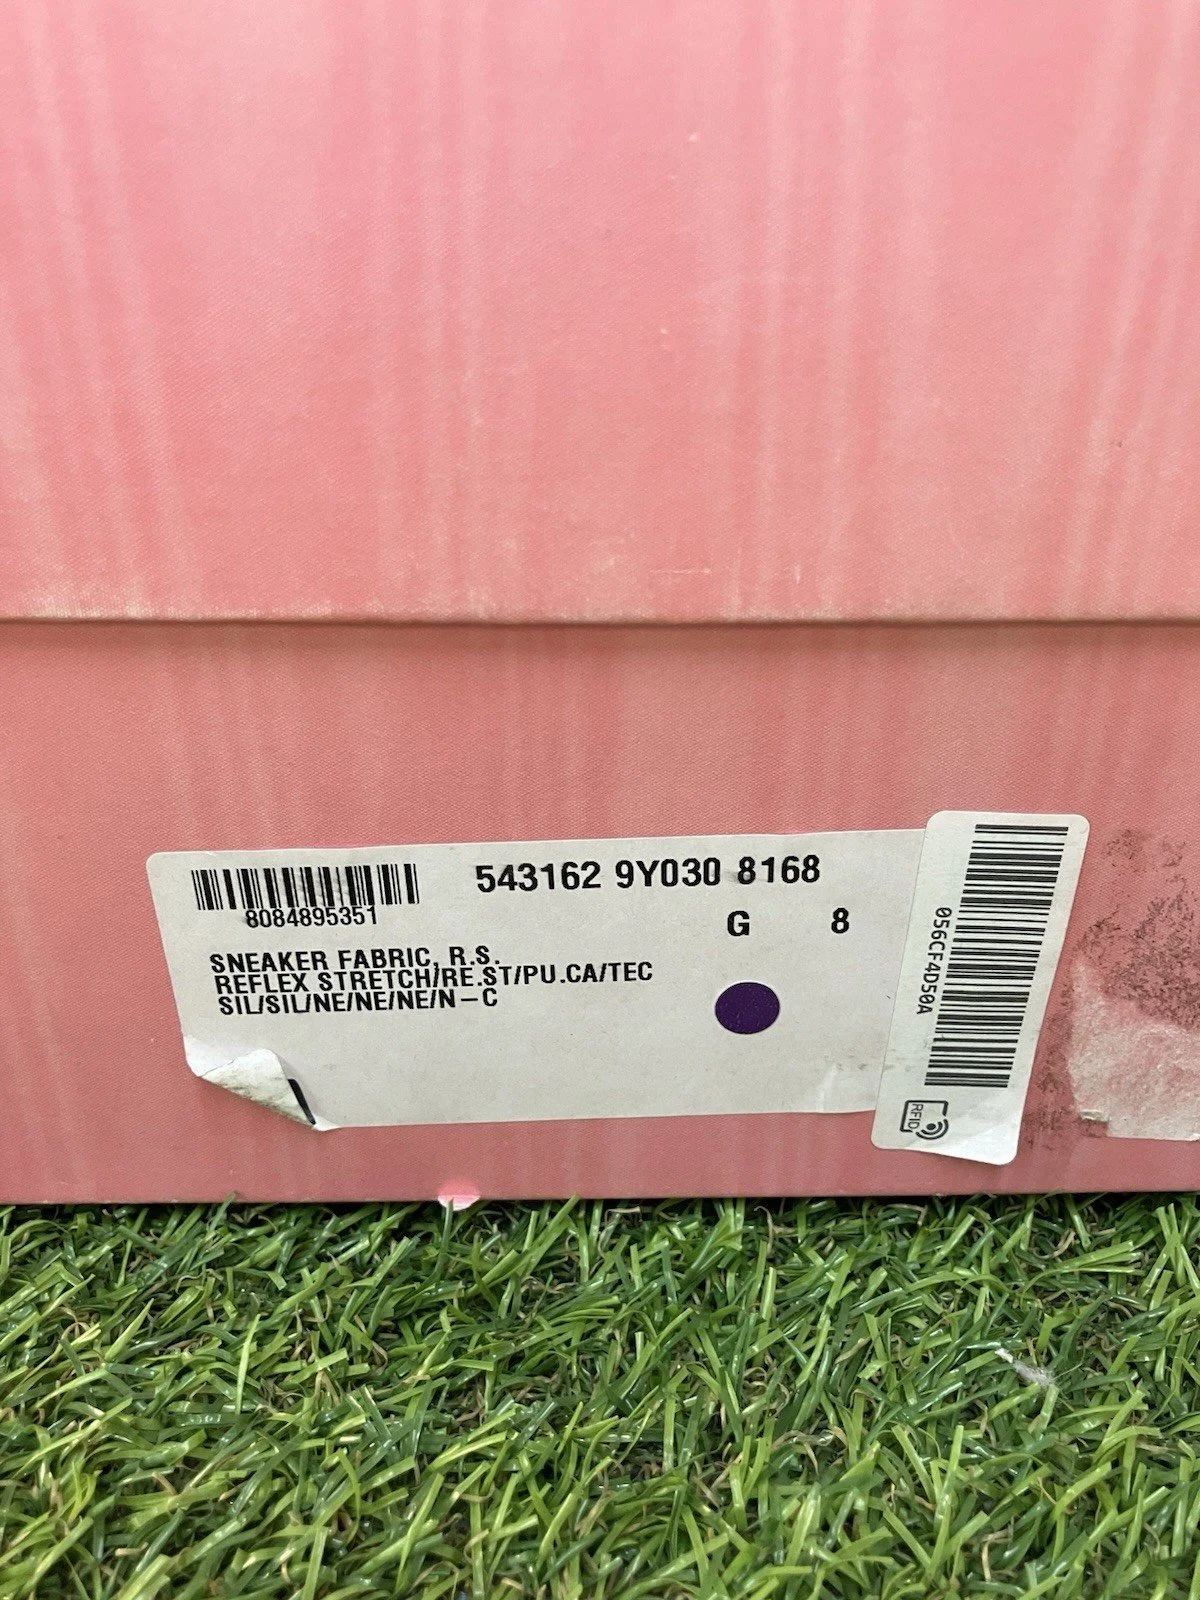 543162 9Y030 8168
8084895351
G 8
SNEAKER FABRIC, R.S.
REFLEX STRETCH/RE.ST/PU.CA/TEC
SIL/SIL/NE/NE/NE/N-C
056CF4D50A
RFID